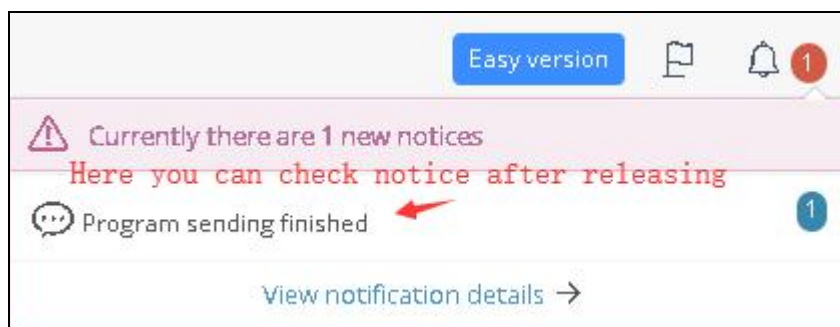 Easy version
1
Currently there are 1 new notices
Here you can check notice after releasing
Program sending finished
1
View notification details →